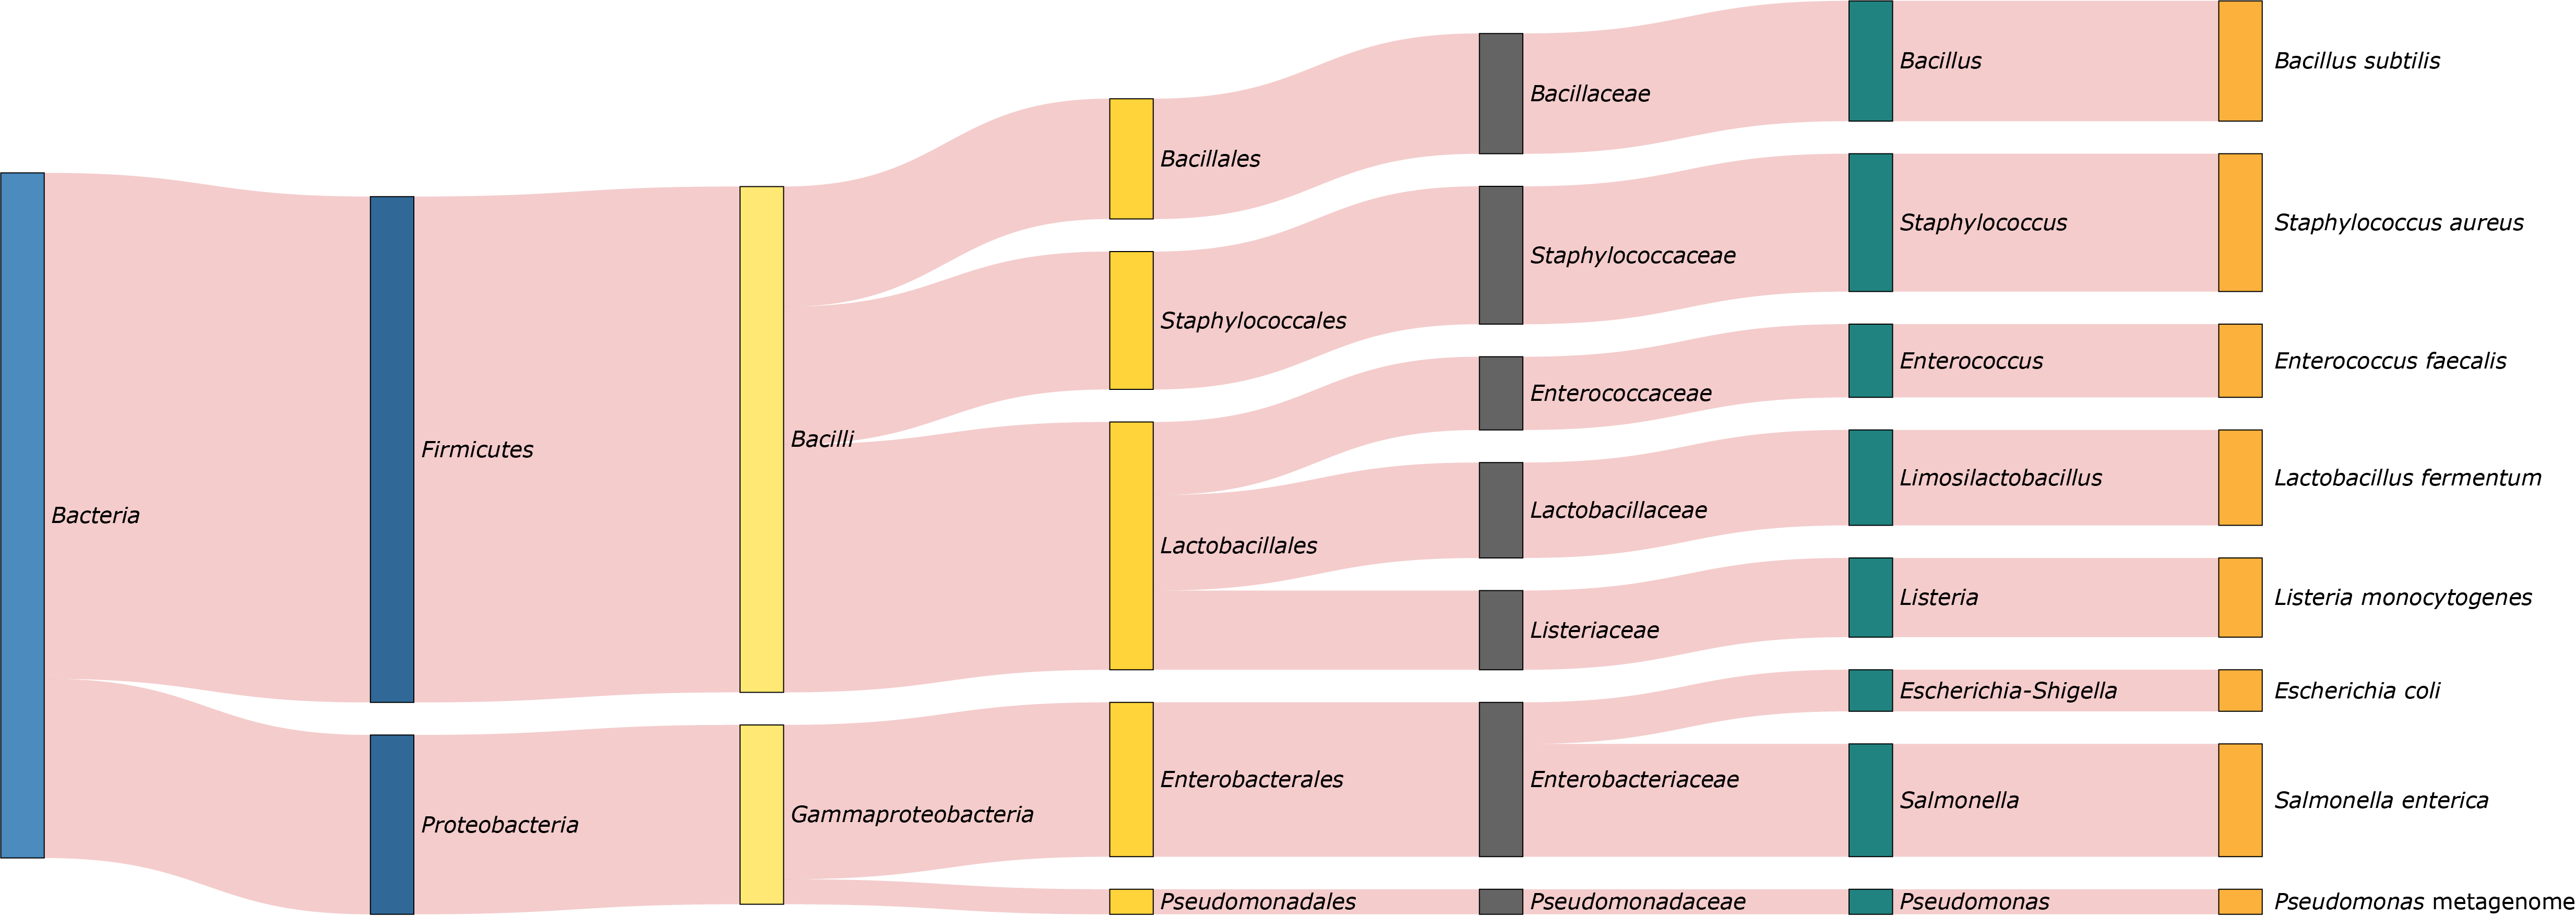 Bacteria
Firmicutes
Proteobacteria
Bacilli
Gammaproteobacteria
Bacillales
Staphylococcales
Lactobacillales
Enterobacterales
Pseudomonadales
Bacillaceae
Staphylococcaceae
Enterococcaceae
Lactobacillaceae
Listeriaceae
Enterobacteriaceae
Pseudomonadaceae
Bacillus
Staphylococcus
Enterococcus
Limosilactobacillus
Listeria
Escherichia-Shigella
Salmonella
Pseudomonas
Bacillus subtilis
Staphylococcus aureus
Enterococcus faecalis
Lactobacillus fermentum
Listeria monocytogenes
Escherichia coli
Salmonella enterica
Pseudomonas metagenome